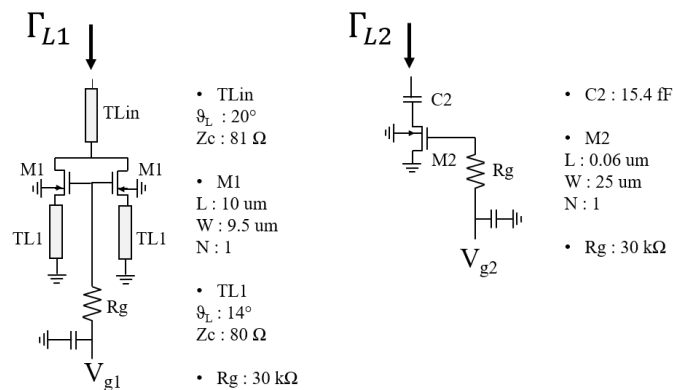 Γ_L1
TLin
M1
M1
TL1
TL1
Rg
V_g1
• TLin
ϑ_L : 20°
Zc : 81 Ω
• M1
L : 10 um
W : 9.5 um
N : 1
• TL1
ϑ_L : 14°
Zc : 80 Ω
• Rg : 30 kΩ
Γ_L2
C2
M2
Rg
V_g2
• C2 : 15.4 fF
• M2
L : 0.06 um
W : 25 um
N : 1
• Rg : 30 kΩ